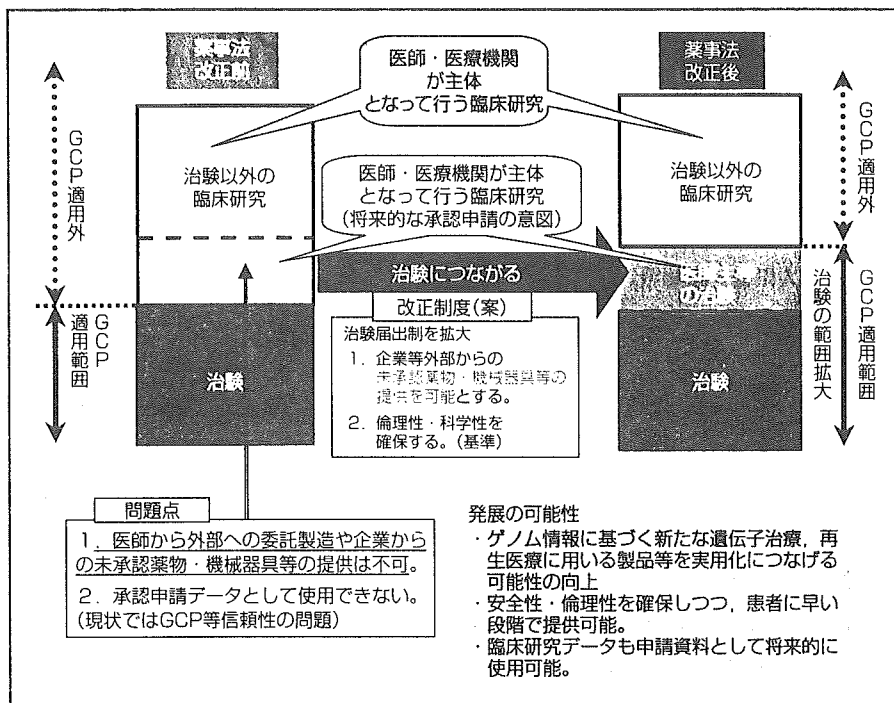 薬事法
改正前
医師・医療機関
が主体
となって行う臨床研究
薬事法
改正後
GCP適用外
治験以外の
臨床研究
医師・医療機関が主体
となって行う臨床研究
(将来的な承認申請の意図)
治験以外の
臨床研究
GCP適用外
治験につながる
医師主導
の治験
GCP
適用範囲
治験
改正制度(案)
治験届出制を拡大
1. 企業等外部からの
未承認薬物・機械器具等の
提供を可能とする。
2. 倫理性・科学性を
確保する。(基準)
治験
治験の範囲拡大
GCP適用範囲
問題点
1. 医師から外部への委託製造や企業から
の未承認薬物・機械器具等の提供は不可。
2. 承認申請データとして使用できない。
(現状ではGCP等信頼性の問題)
発展の可能性
・ゲノム情報に基づく新たな遺伝子治療,再
生医療に用いる製品等を実用化につなげる
可能性の向上
・安全性・倫理性を確保しつつ,患者に早い
段階で提供可能。
・臨床研究データも申請資料として将来的に
使用可能。